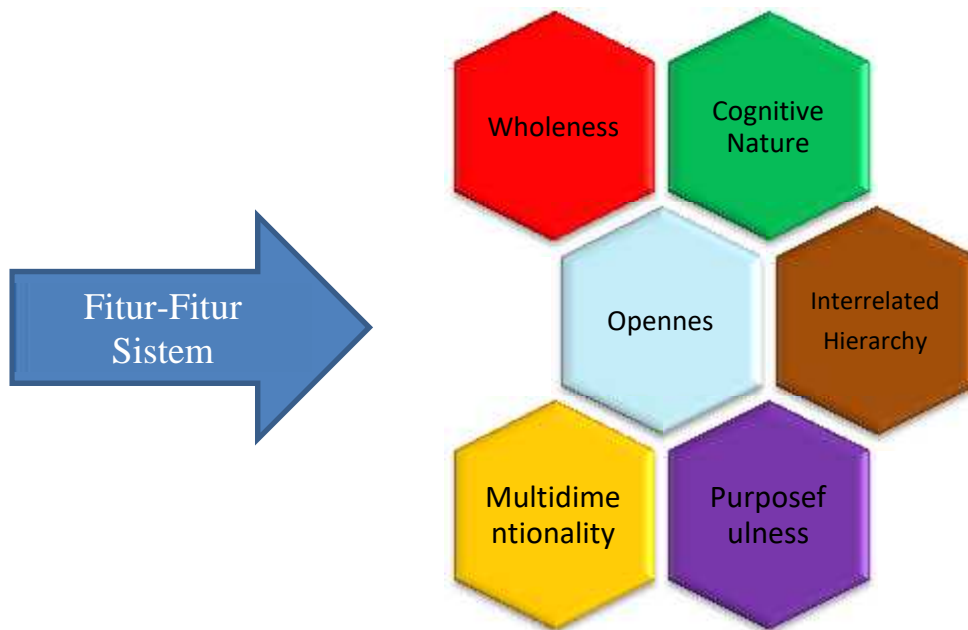 Wholeness
Cognitive
Nature
Fitur-Fitur
Sistem
Opennes
Interrelated
Hierarchy
Multidime
ntionality
Purposef
ulness